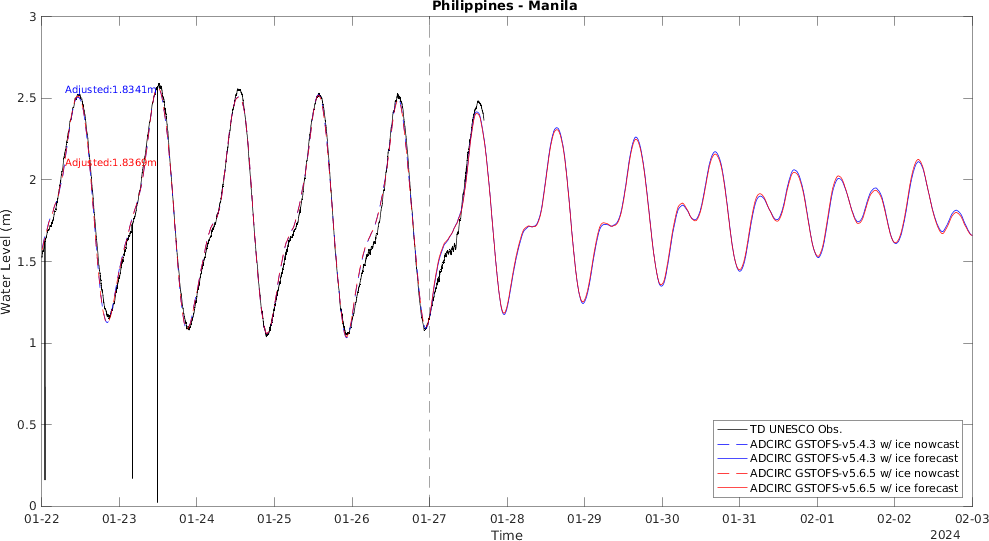 Philippines - Manila
3
2.5
2
1.5
1
0.5
0
Water Level (m)
Adjusted:1.8341m
Adjusted:1.8369m
TD UNESCO Obs.
ADCIRC GSTOFS-v5.4.3 w/ ice nowcast
ADCIRC GSTOFS-v5.4.3 w/ ice forecast
ADCIRC GSTOFS-v5.6.5 w/ ice nowcast
ADCIRC GSTOFS-v5.6.5 w/ ice forecast
01-22 01-23 01-24 01-25 01-26 01-27 01-28 01-29 01-30 01-31 02-01 02-02 02-03
Time
2024